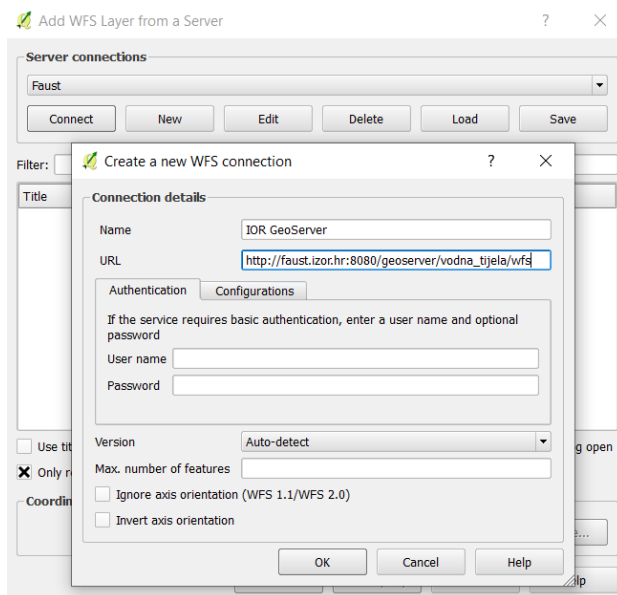 Add WFS Layer from a Server ?
Server connections
Faust
Connect New Edit Delete Load Save
Filter:
Title
Create a new WFS connection ?
Connection details
Name IOR GeoServer
URL http://faust.izor.hr:8080/geoserver/vodna_tijela/wfs
Authentication Configurations
If the service requires basic authentication, enter a user name and optional
password
User name
Password
Version Auto-detect
Max. number of features
Ignore axis orientation (WFS 1.1/WFS 2.0)
Invert axis orientation
OK Cancel Help
Use tit
g open
Only r
Coordin
e...
lp